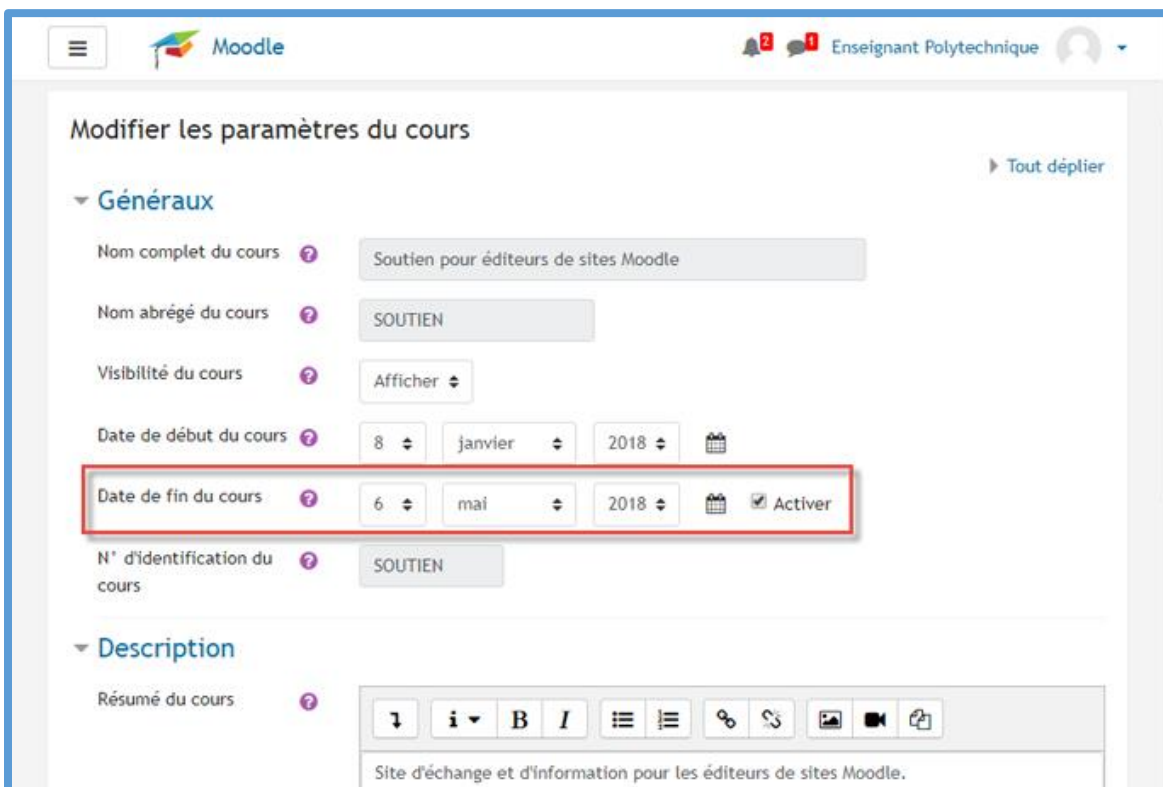 Moodle 2 1 Enseignant Polytechnique
Modifier les paramètres du cours
Tout déplier
Généraux
Nom complet du cours Soutien pour éditeurs de sites Moodle
Nom abrégé du cours SOUTIEN
Visibilité du cours Afficher
Date de début du cours 8 janvier 2018
Date de fin du cours 6 mai 2018 Activer
N° d'identification du
cours SOUTIEN
Description
Résumé du cours
i B I
Site d'échange et d'information pour les éditeurs de sites Moodle.